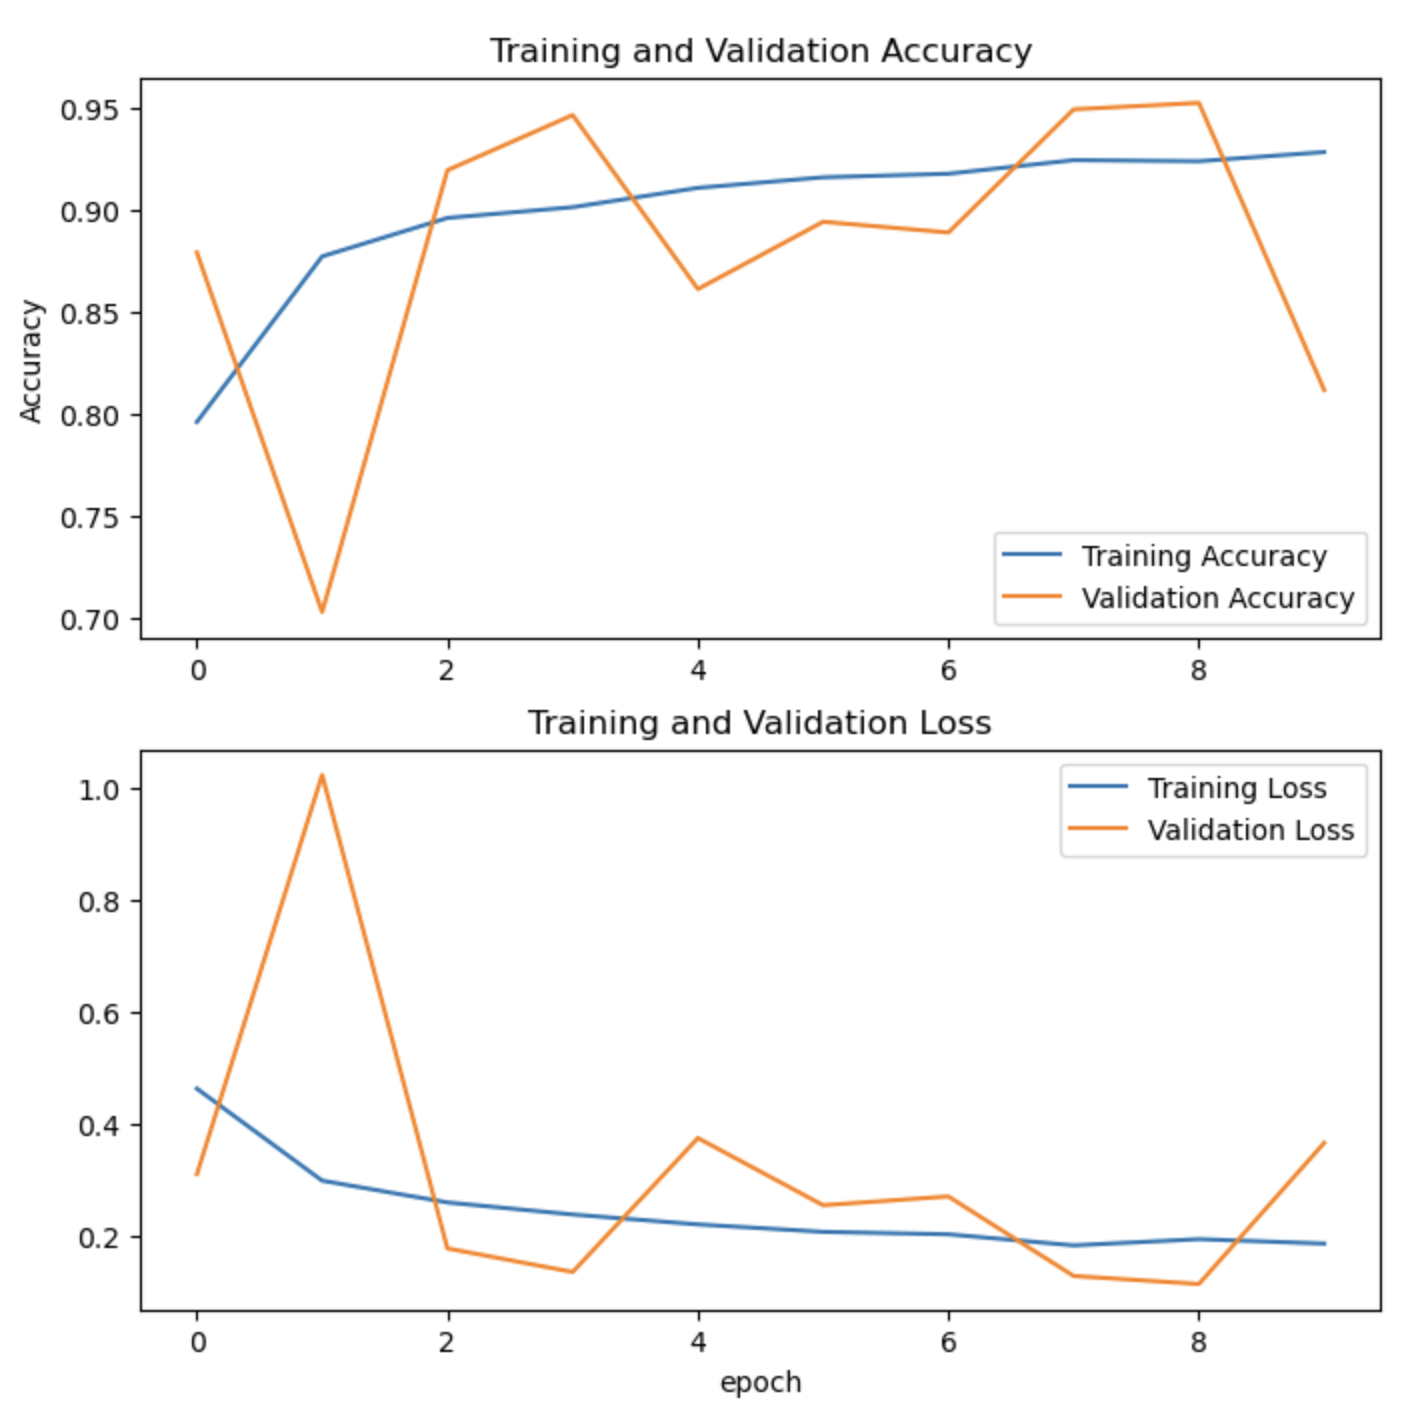 Training and Validation Accuracy
0.95
0.90
0.85
0.80
0.75
0.70
Accuracy
Training Accuracy
Validation Accuracy
0 2 4 6 8
Training and Validation Loss
1.0
0.8
0.6
0.4
0.2
Training Loss
Validation Loss
0 2 4 6 8
epoch